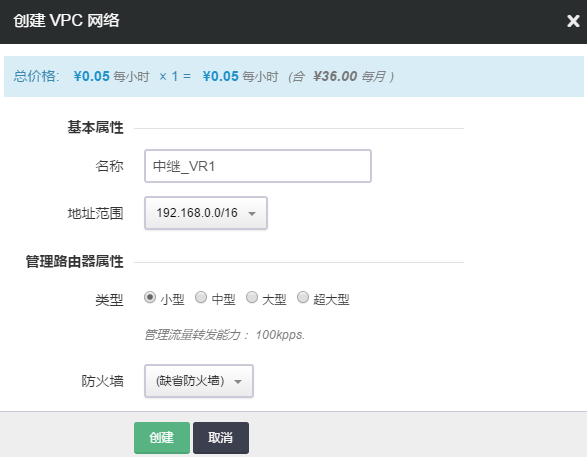 创建 VPC 网络
总价格: ¥0.05 每小时 × 1 = ¥0.05 每小时 (合 ¥36.00 每月 )
基本属性
名称 中继_VR1
地址范围 192.168.0.0/16
管理路由器属性
类型 小型 中型 大型 超大型
管理流量转发能力： 100kpps.
防火墙 (缺省防火墙)
创建 取消